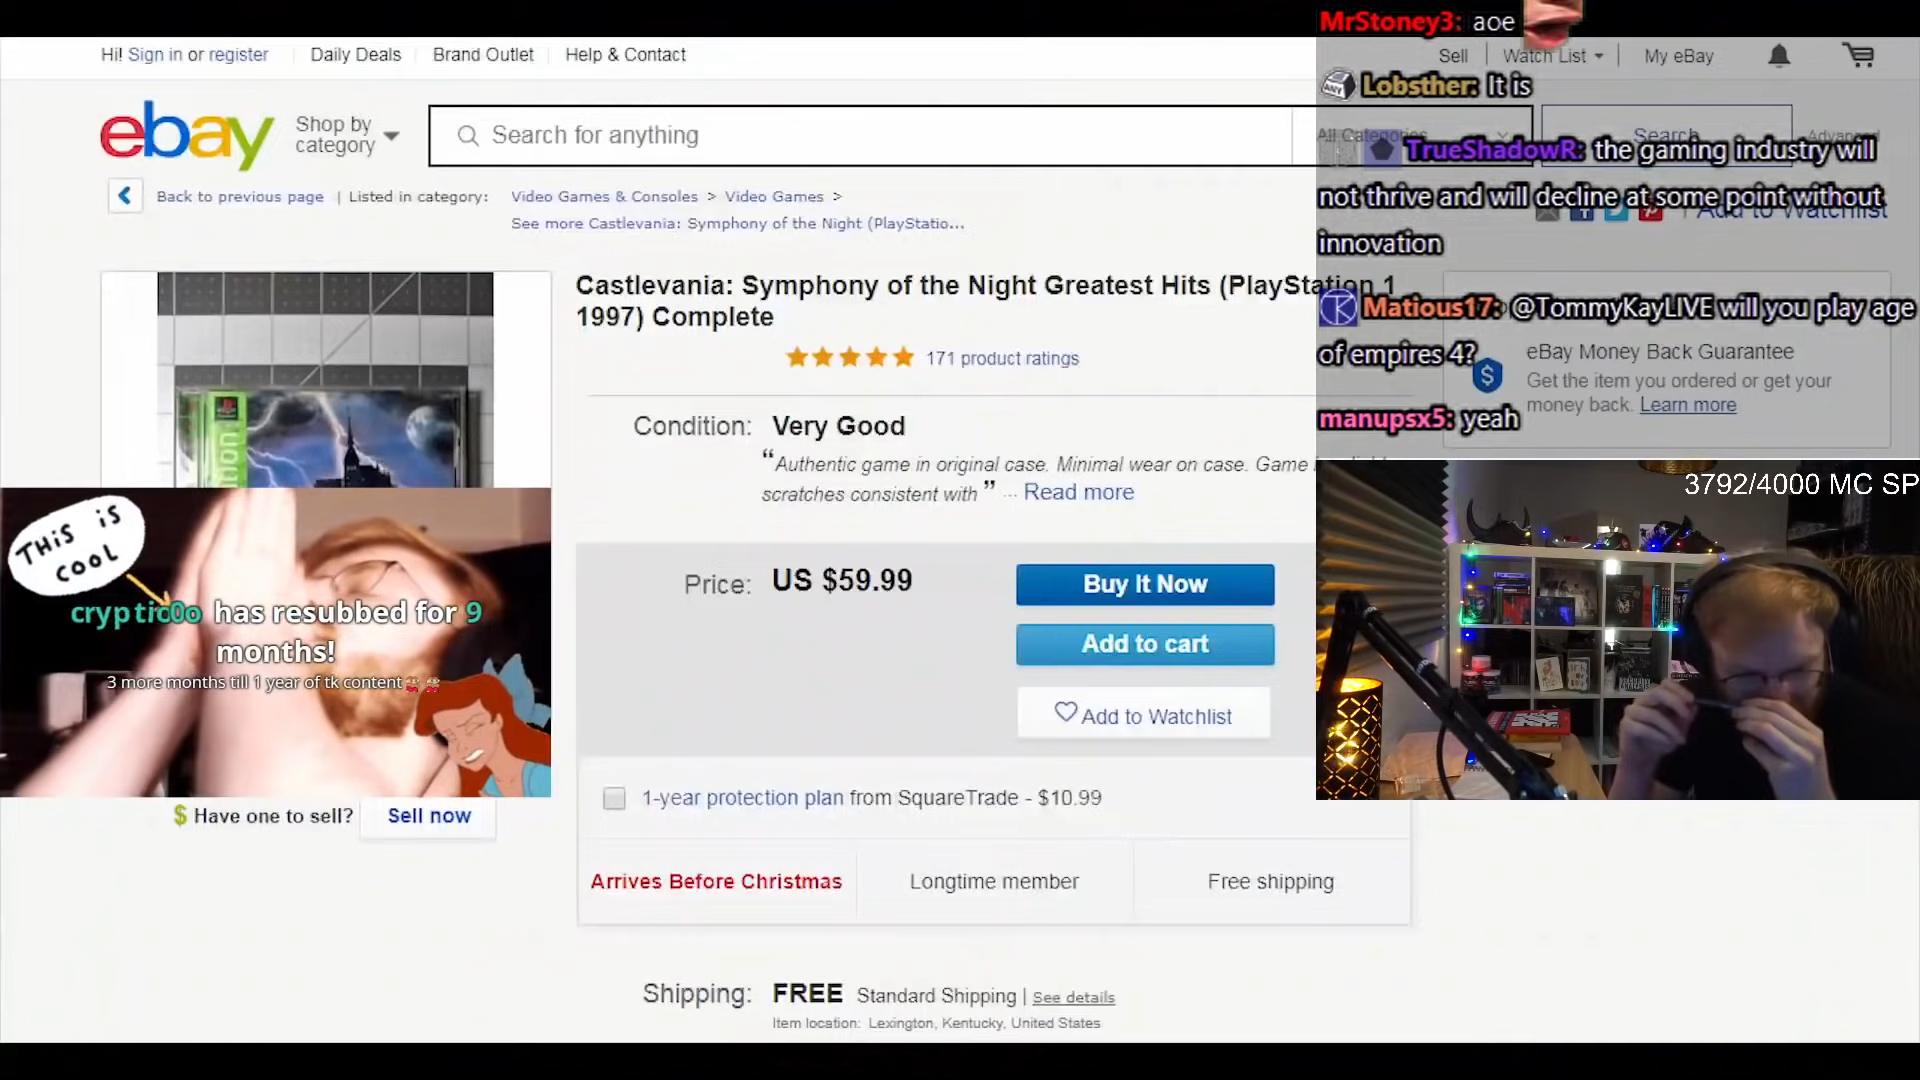 MrStoney3: aoe
Hi! Sign in or register
Daily Deals
Brand Outlet
Help & Contact
Sell
Watch List
My eBay
Lobsther: It is
ebay
Shop by
category
Search for anything
All Categories
Search
Advanced
TrueShadowR: the gaming industry will
not thrive and will decline at some point without
innovation
Back to previous page | Listed in category:
Video Games & Consoles > Video Games >
See more Castlevania: Symphony of the Night (PlayStatio...
Add to Watchlist
Castlevania: Symphony of the Night Greatest Hits (PlayStation 1
1997) Complete
171 product ratings
Matious17: @TommyKayLIVE will you play age
of empires 4?
eBay Money Back Guarantee
Get the item you ordered or get your
money back. Learn more
manupsx5: yeah
Condition:
Very Good
“Authentic game in original case. Minimal wear on case. Game
scratches consistent with ” ... Read more
3792/4000 MC SP
THIS IS
COOL
cryptic0o has resubbed for 9
months!
3 more months till 1 year of tk content
Price:
US $59.99
Buy It Now
Add to cart
Add to Watchlist
1-year protection plan from SquareTrade - $10.99
$ Have one to sell?
Sell now
Arrives Before Christmas
Longtime member
Free shipping
Shipping:
FREE Standard Shipping | See details
Item location: Lexington, Kentucky, United States